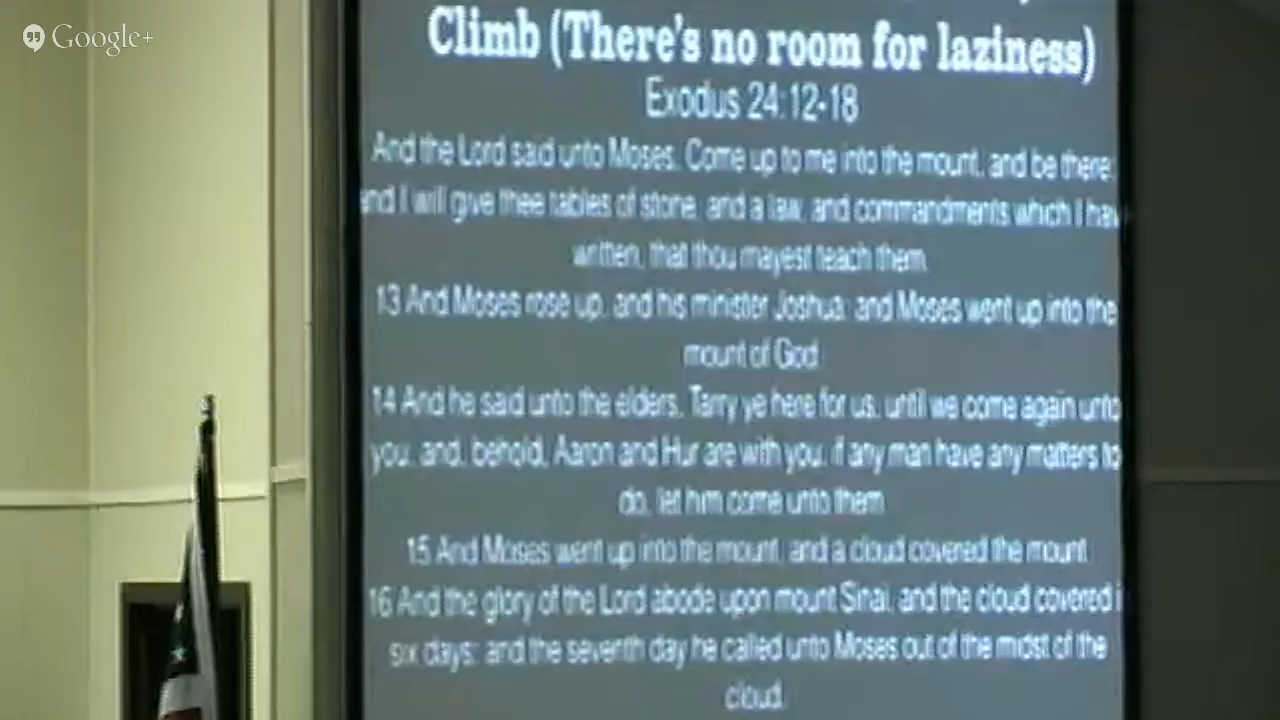 Google+
Climb (There's no room for laziness)
Exodus 24:12-18
And the Lord said unto Moses, Come up to me into the mount, and be there:
and I will give thee tables of stone, and a law, and commandments which I hav
written; that thou mayest teach them.
13 And Moses rose up, and his minister Joshua: and Moses went up into the
mount of God.
14 And he said unto the elders, Tarry ye here for us, until we come again unto
you: and, behold, Aaron and Hur are with you: if any man have any matters to
do, let him come unto them.
15 And Moses went up into the mount, and a cloud covered the mount.
16 And the glory of the Lord abode upon mount Sinai, and the cloud covered i
six days: and the seventh day he called unto Moses out of the midst of the
cloud.